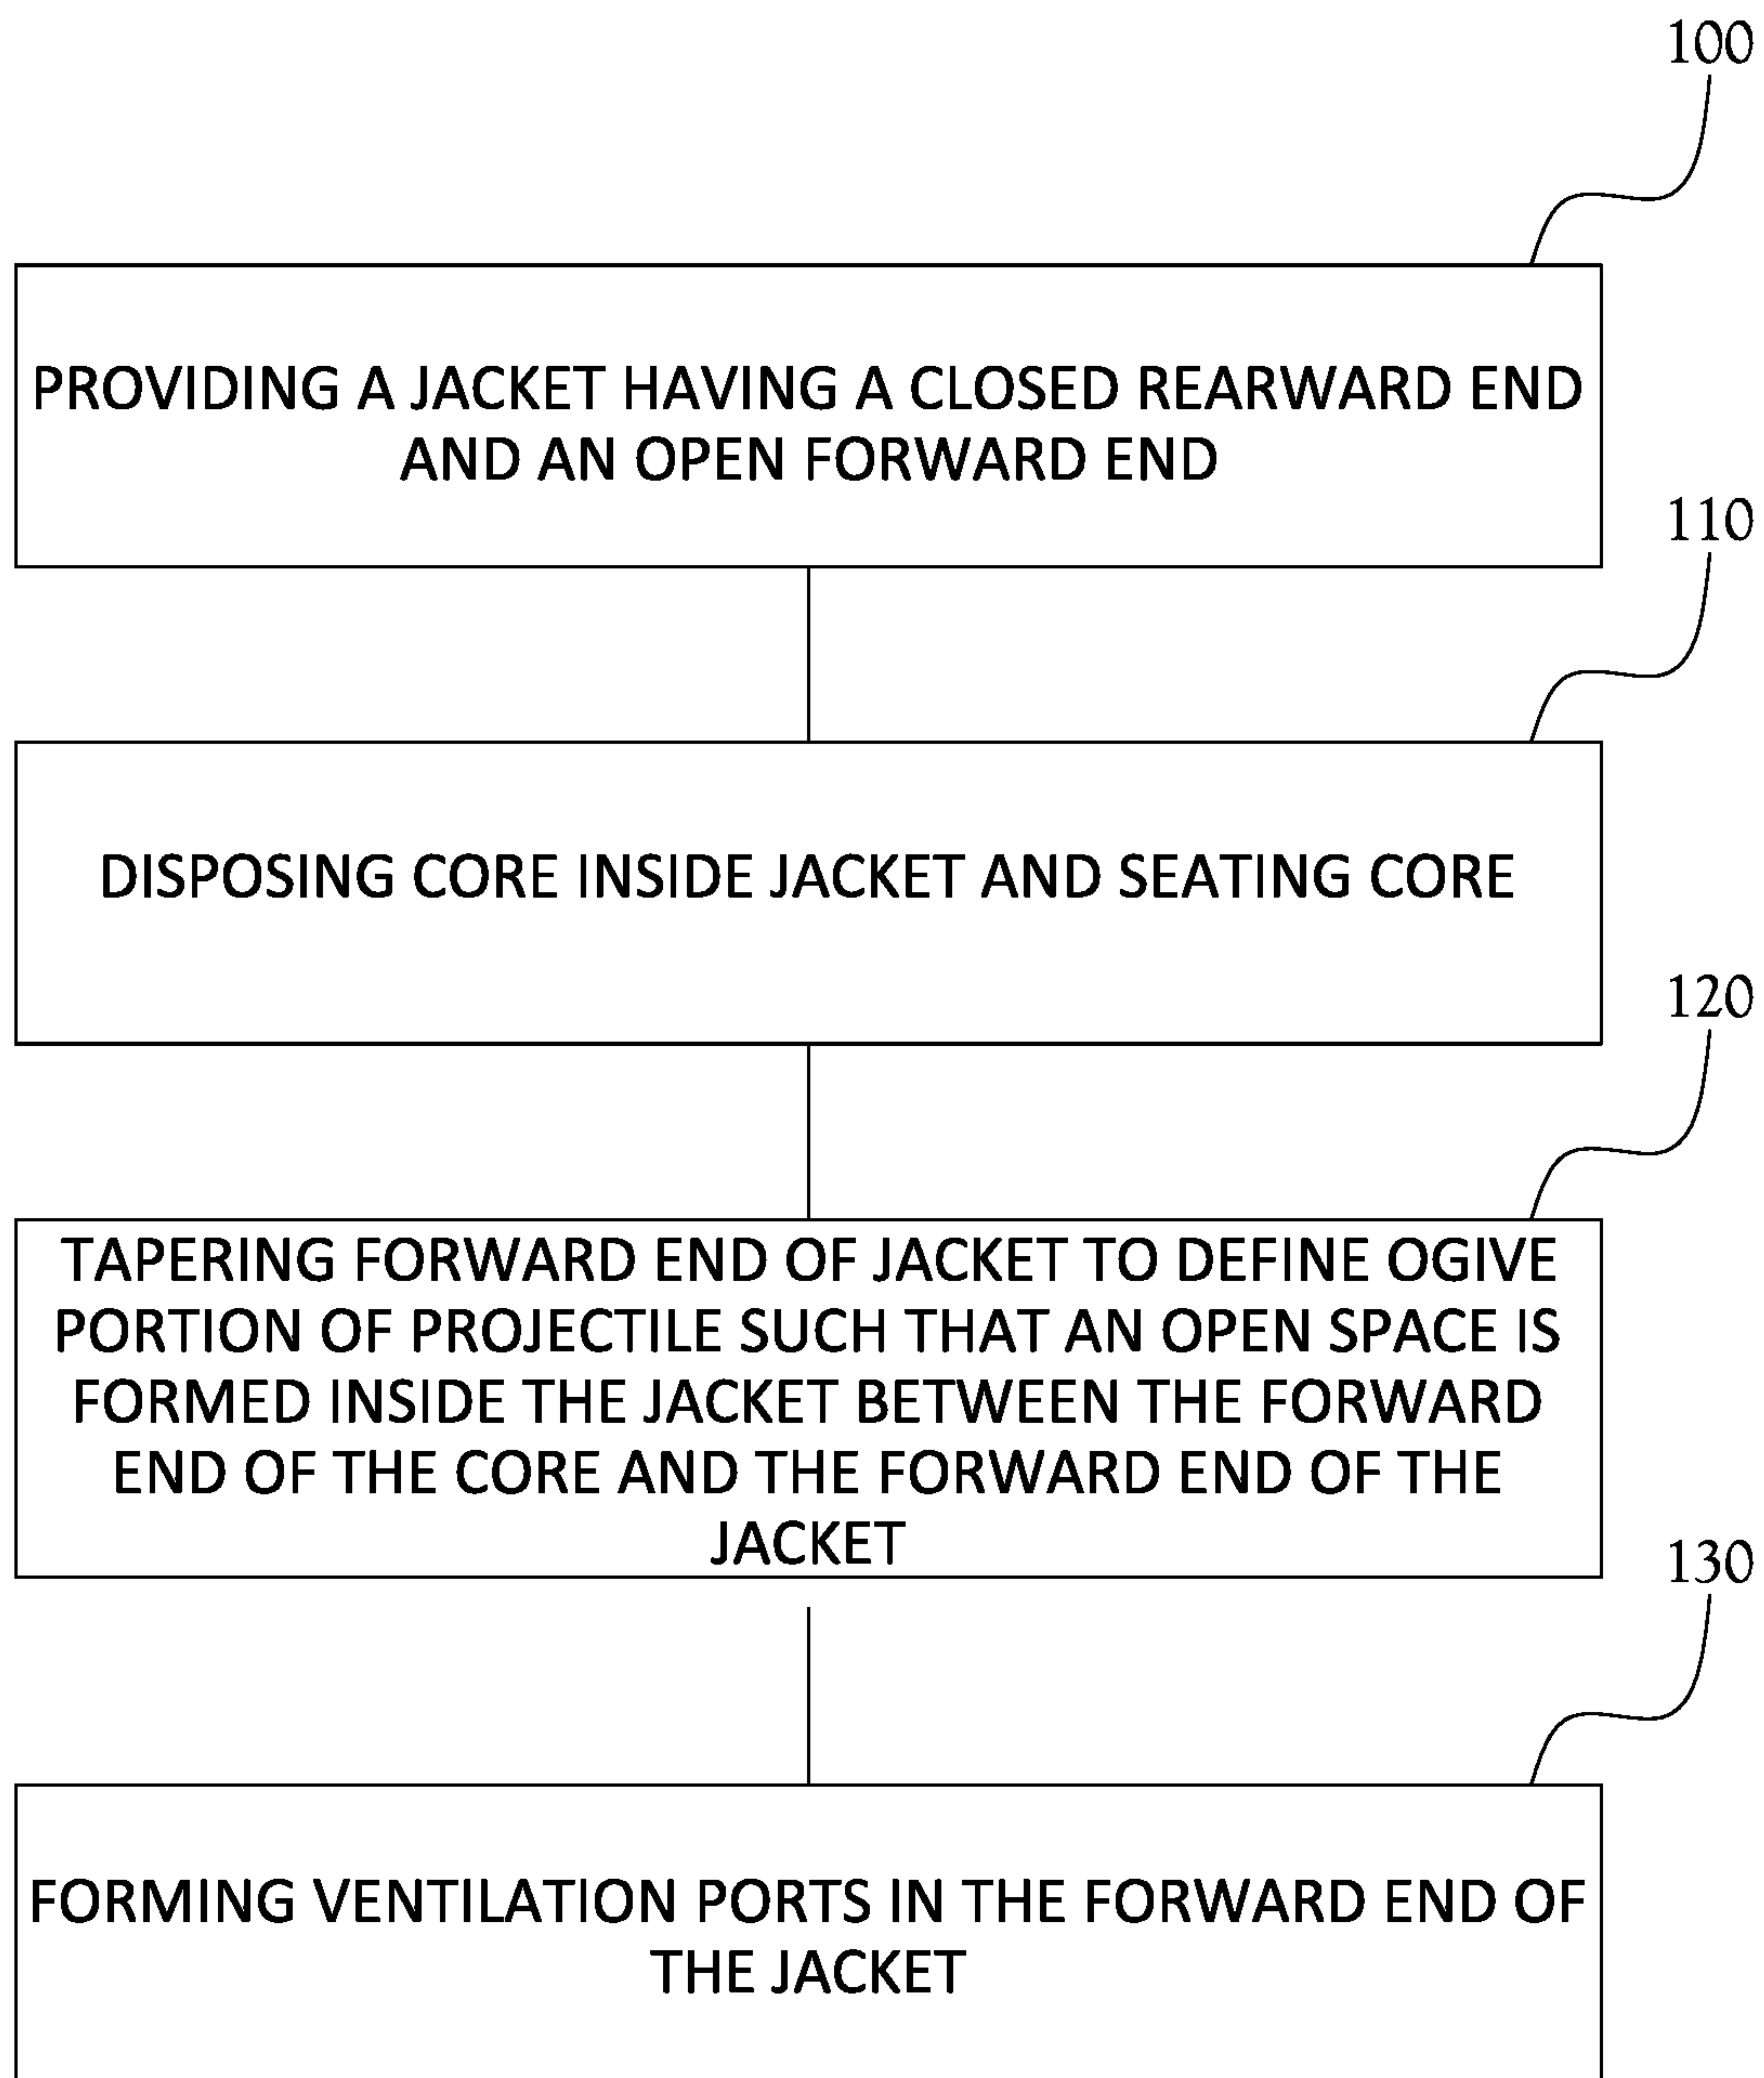 100
PROVIDING A JACKET HAVING A CLOSED REARWARD END
AND AN OPEN FORWARD END
110
DISPOSING CORE INSIDE JACKET AND SEATING CORE
120
TAPERING FORWARD END OF JACKET TO DEFINE OGIVE
PORTION OF PROJECTILE SUCH THAT AN OPEN SPACE IS
FORMED INSIDE THE JACKET BETWEEN THE FORWARD
END OF THE CORE AND THE FORWARD END OF THE
JACKET
130
FORMING VENTILATION PORTS IN THE FORWARD END OF
THE JACKET